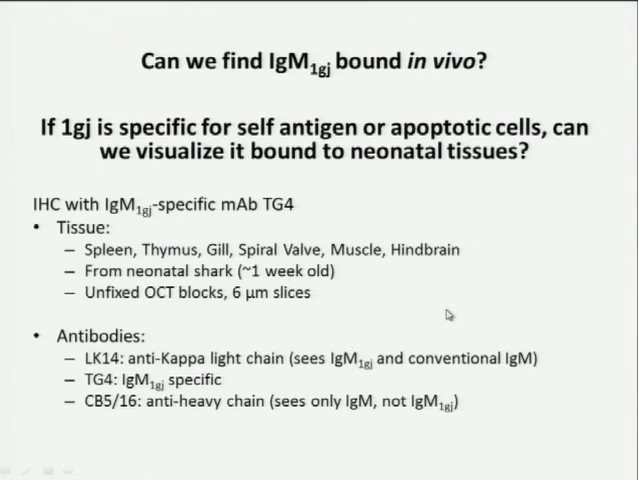 Can we find IgM1gj bound in vivo?
If 1gj is specific for self antigen or apoptotic cells, can
we visualize it bound to neonatal tissues?
IHC with IgM1gj-specific mAb TG4
• Tissue:
– Spleen, Thymus, Gill, Spiral Valve, Muscle, Hindbrain
– From neonatal shark (~1 week old)
– Unfixed OCT blocks, 6 µm slices
• Antibodies:
– LK14: anti-Kappa light chain (sees IgM1gj and conventional IgM)
– TG4: IgM1gj specific
– CB5/16: anti-heavy chain (sees only IgM, not IgM1gj)